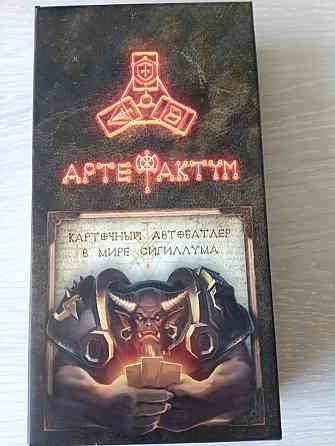 АРТЕФАКТУМ
КАРТОЧНЫЙ АВТОБАТЛЕР
В МИРЕ СИГИЛЛУМА